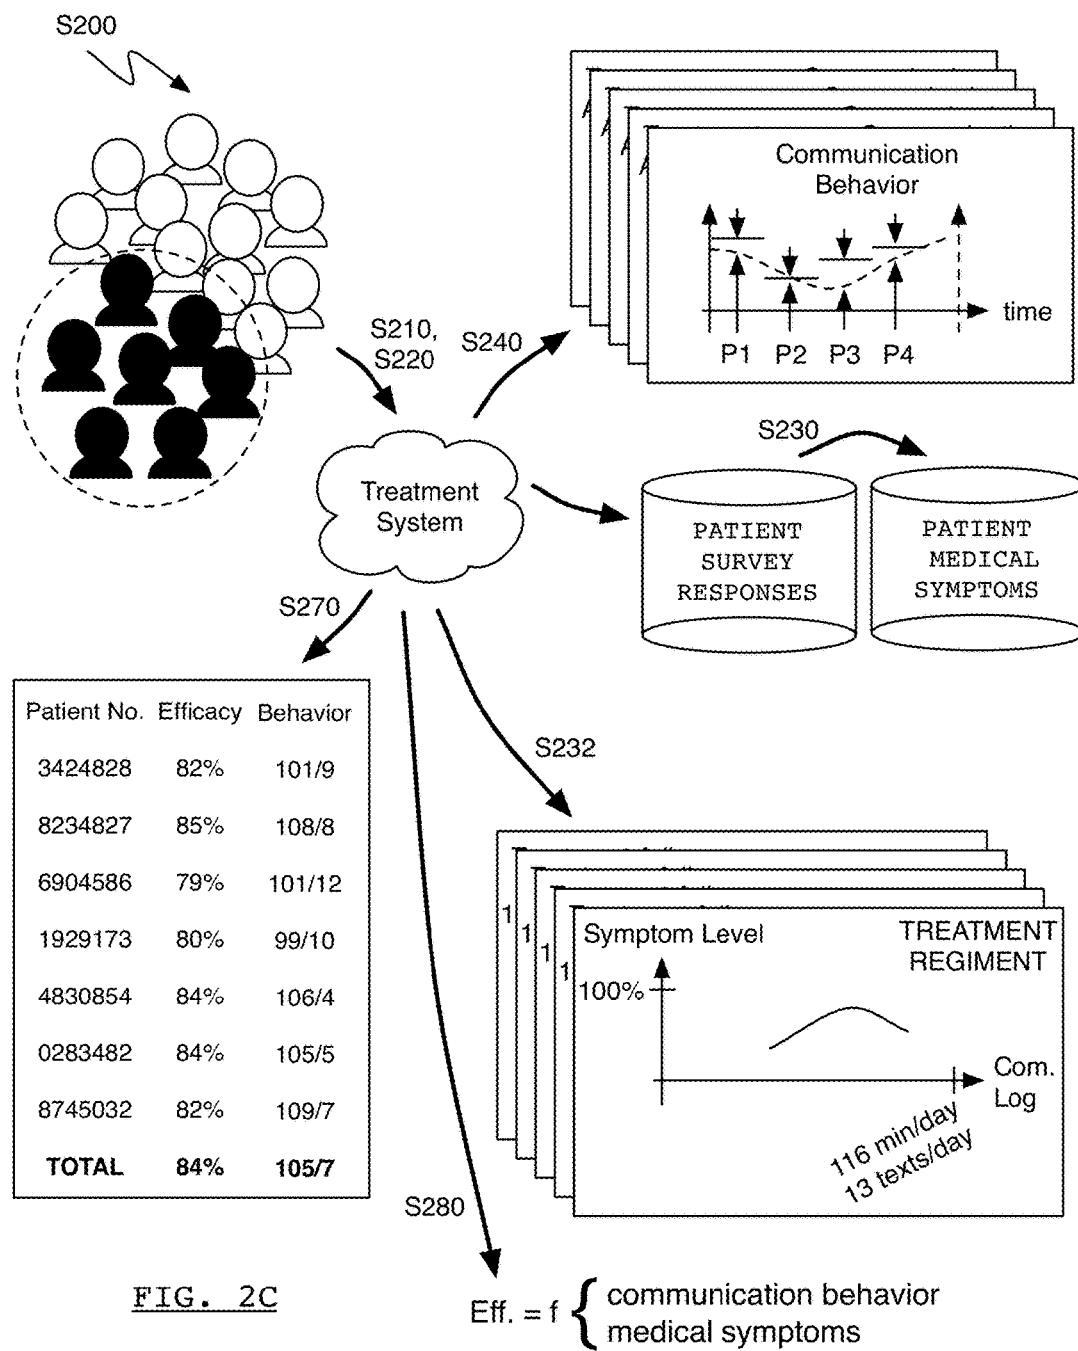 S200
Communication
Behavior
time
P1 P2 P3 P4
S210,
S220
S240
S230
Treatment
System
PATIENT
SURVEY
RESPONSES
PATIENT
MEDICAL
SYMPTOMS
S270
Patient No. Efficacy Behavior
3424828 82% 101/9
8234827 85% 108/8
6904586 79% 101/12
1929173 80% 99/10
4830854 84% 106/4
0283482 84% 105/5
8745032 82% 109/7
TOTAL 84% 105/7
S232
1
1
1
1
Symptom Level
TREATMENT
REGIMENT
100%
Com.
Log
116 min/day
13 texts/day
S280
FIG. 2C
Eff. = f { communication behavior
medical symptoms